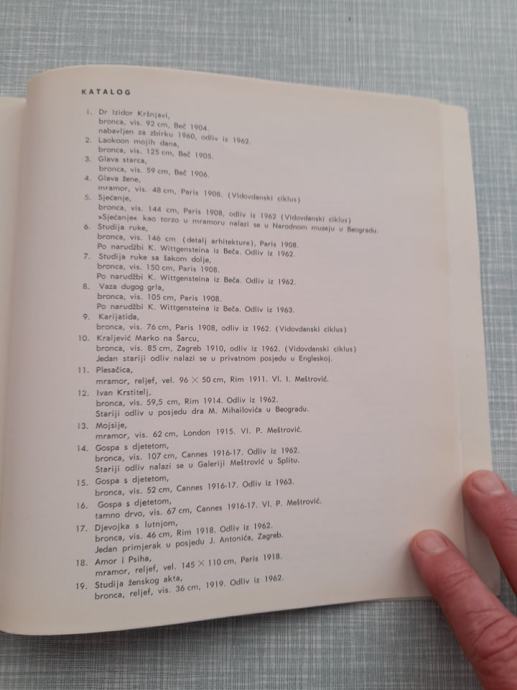 KATALOG
1. Dr Izidor Kršnjavi,
bronca, vis. 92 cm, Beč 1904.
nabavljen za zbirku 1960, odliv iz 1962.
2. Laokoon mojih dana,
bronca, vis. 125 cm, Beč 1905.
3. Glava starca,
bronca, vis. 59 cm, Beč 1906.
4. Glava žene,
mramor, vis. 48 cm, Paris 1908. (Vidovdanski ciklus)
5. Sjećanje,
bronca, vis. 144 cm, Paris 1908, odliv iz 1962 (Vidovdanski ciklus)
»Sjećanje« kao torzo u mramoru nalazi se u Narodnom muzeju u Beogradu.
6. Studija ruke,
bronca, vis. 146 cm (detalj arhitekture), Paris 1908.
Po narudžbi K. Wittgensteina iz Beča. Odliv iz 1962.
7. Studija ruke sa šakom dolje,
bronca, vis. 150 cm, Paris 1908.
Po narudžbi K. Wittgensteina iz Beča. Odliv iz 1962.
8. Vaza dugog grla,
bronca, vis. 105 cm, Paris 1908.
Po narudžbi K. Wittgensteina iz Beča. Odliv iz 1963.
9. Karijatida,
bronca, vis. 76 cm, Paris 1908, odliv iz 1962. (Vidovdanski ciklus)
10. Kraljević Marko na Šarcu,
bronca, vis. 85 cm, Zagreb 1910, odliv iz 1962. (Vidovdanski ciklus)
Jedan stariji odliv nalazi se u privatnom posjedu u Engleskoj.
11. Plesačica,
mramor, reljef, vel. 96 × 50 cm, Rim 1911. Vl. I. Meštrović.
12. Ivan Krstitelj,
bronca, vis. 59,5 cm, Rim 1914. Odliv iz 1962.
Stariji odliv u posjedu dra M. Mihailovića u Beogradu.
13. Mojsije,
mramor, vis. 62 cm, London 1915. Vl. P. Meštrović.
14. Gospa s djetetom,
bronca, vis. 107 cm, Cannes 1916-17. Odliv iz 1962.
Stariji odliv nalazi se u Galeriji Meštrović u Splitu.
15. Gospa s djetetom,
bronca, vis. 52 cm, Cannes 1916-17. Odliv iz 1963.
16. Gospa s djetetom,
tamno drvo, vis. 67 cm, Cannes 1916-17. Vl. P. Meštrović.
17. Djevojka s lutnjom,
bronca, vis. 46 cm, Rim 1918. Odliv iz 1962.
Jedan primjerak u posjedu J. Antonića, Zagreb.
18. Amor i Psiha,
mramor, reljef, vel. 145 × 110 cm, Paris 1918.
19. Studija ženskog akta,
bronca, reljef, vis. 36 cm, 1919. Odliv iz 1962.